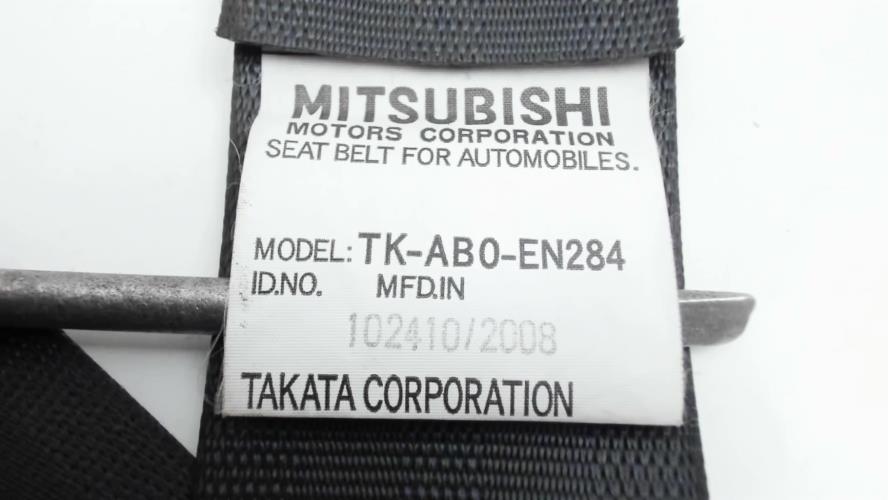 MITSUBISHI
MOTORS CORPORATION
SEAT BELT FOR AUTOMOBILES.
MODEL: TK-AB0-EN284
ID.NO. MFD.IN
102410/2008
TAKATA CORPORATION